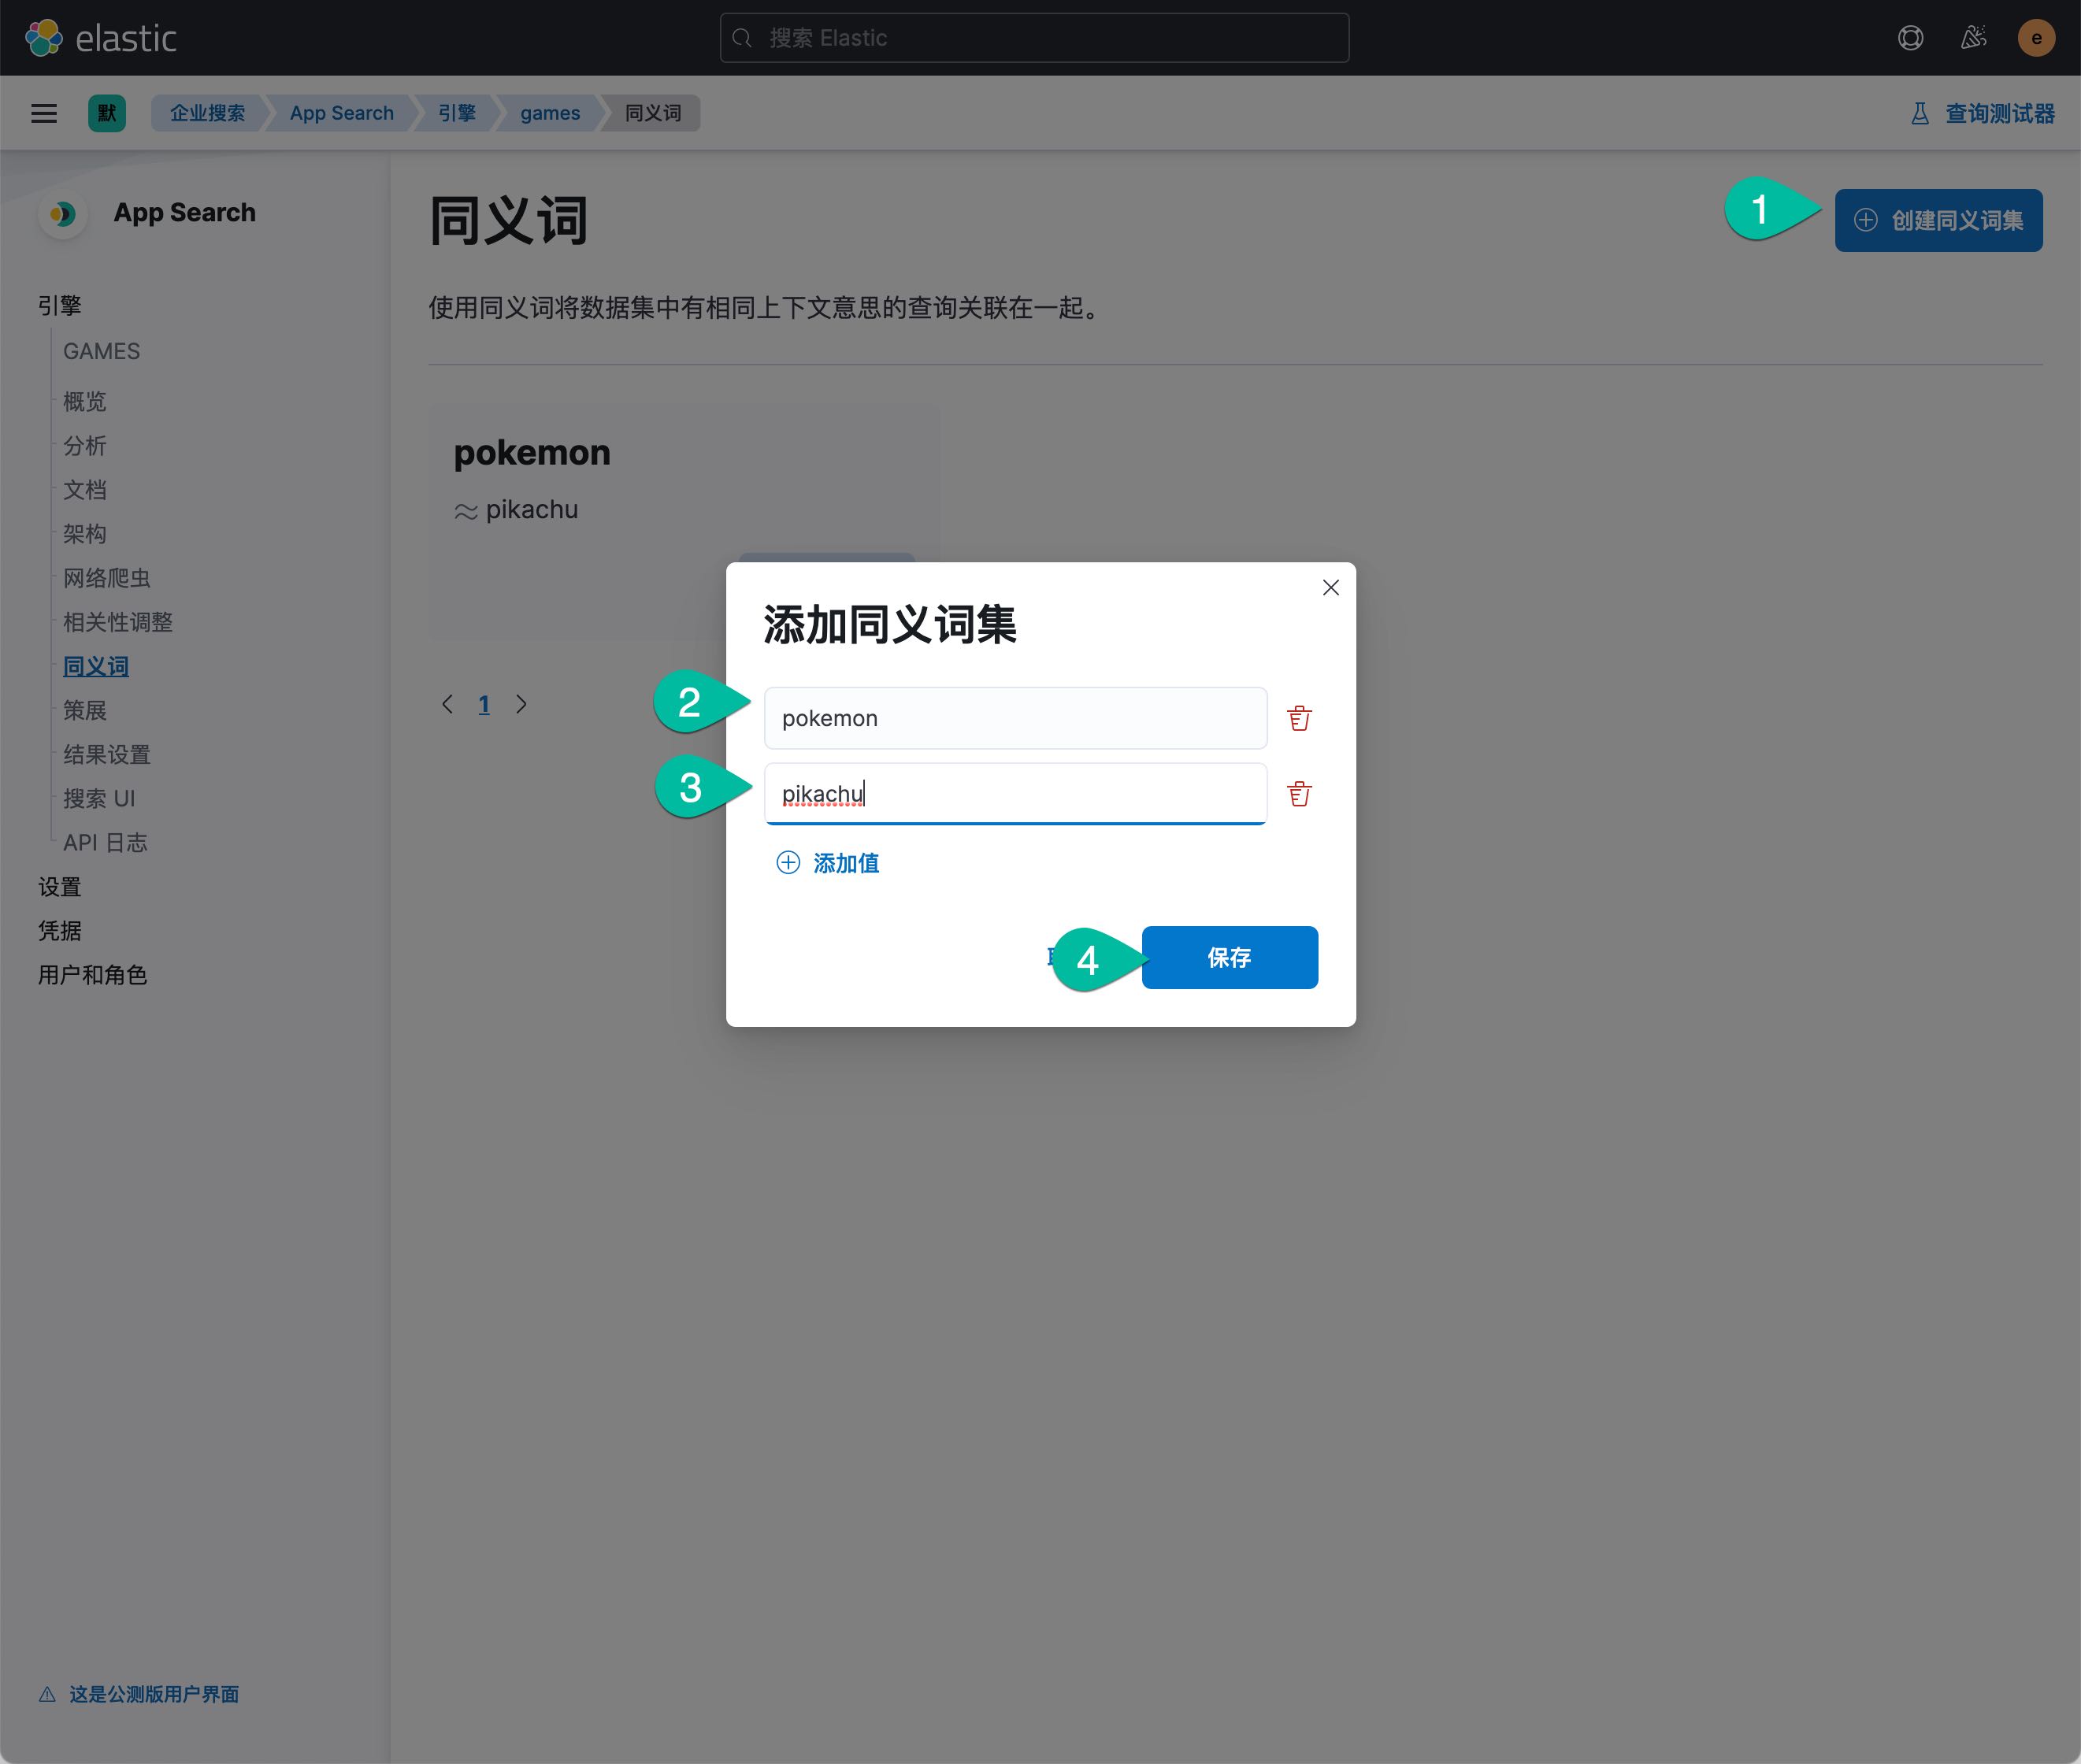 elastic
搜索 Elastic
e
默
企业搜索
App Search
引擎
games
同义词
查询测试器
App Search
引擎
GAMES
概览
分析
文档
架构
网络爬虫
相关性调整
同义词
策展
结果设置
搜索 UI
API 日志
设置
凭据
用户和角色
这是公测版用户界面
同义词
1
创建同义词集
使用同义词将数据集中有相同上下文意思的查询关联在一起。
pokemon
pikachu
1
添加同义词集
2
pokemon
3
pikachu
添加值
4
保存